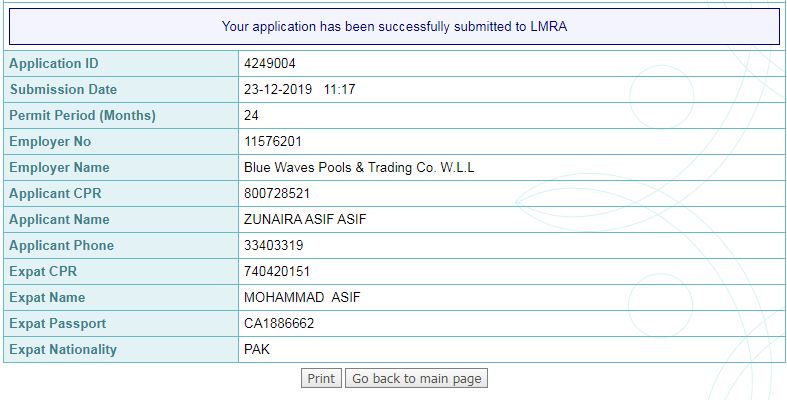 Your application has been successfully submitted to LMRA
Application ID 4249004
Submission Date 23-12-2019 11:17
Permit Period (Months) 24
Employer No 11576201
Employer Name Blue Waves Pools & Trading Co. W.L.L
Applicant CPR 800728521
Applicant Name ZUNAIRA ASIF ASIF
Applicant Phone 33403319
Expat CPR 740420151
Expat Name MOHAMMAD ASIF
Expat Passport CA1886662
Expat Nationality PAK
Print Go back to main page